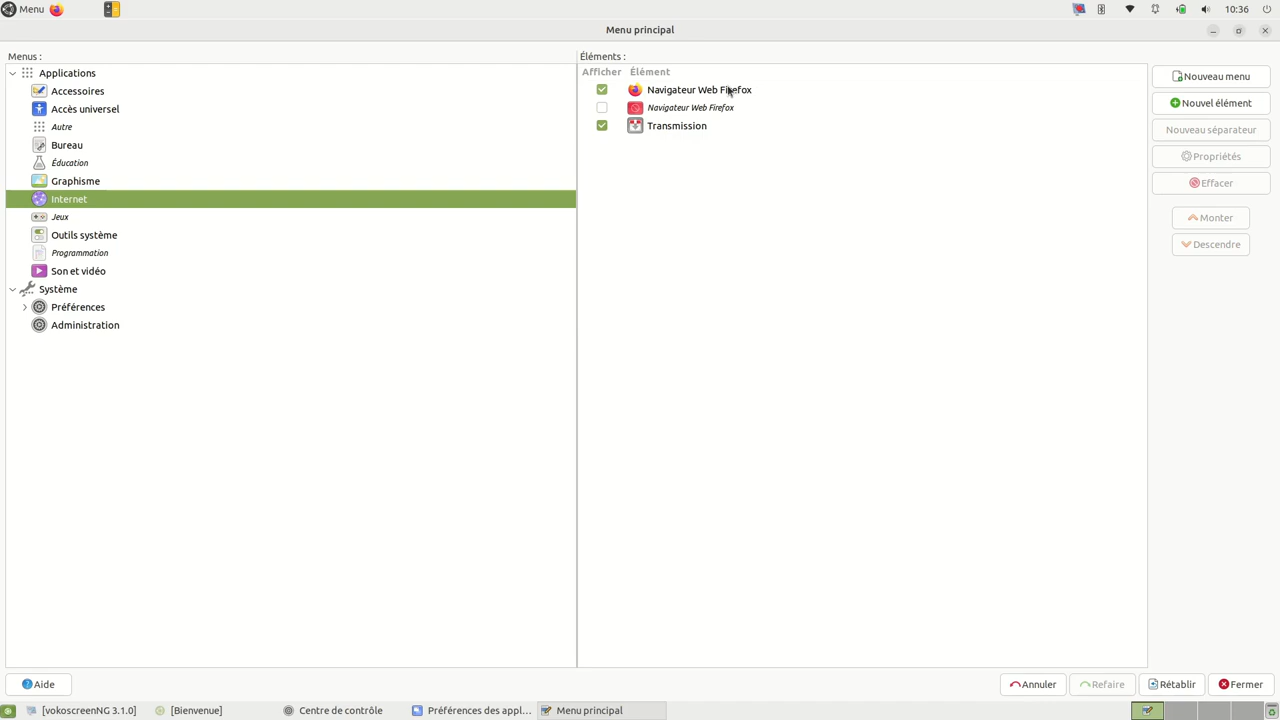 Menu
10:36
Menu principal
Menus :
Applications
Accessoires
Accès universel
Autre
Bureau
Éducation
Graphisme
Internet
Jeux
Outils système
Programmation
Son et vidéo
Système
Préférences
Administration
Éléments :
Afficher Élément
Navigateur Web Firefox
Navigateur Web Firefox
Transmission
Nouveau menu
Nouvel élément
Nouveau séparateur
Propriétés
Effacer
Monter
Descendre
Aide
Annuler
Refaire
Rétablir
Fermer
[vokoscreenNG 3.1.0]
[Bienvenue]
Centre de contrôle
Préférences des appl...
Menu principal